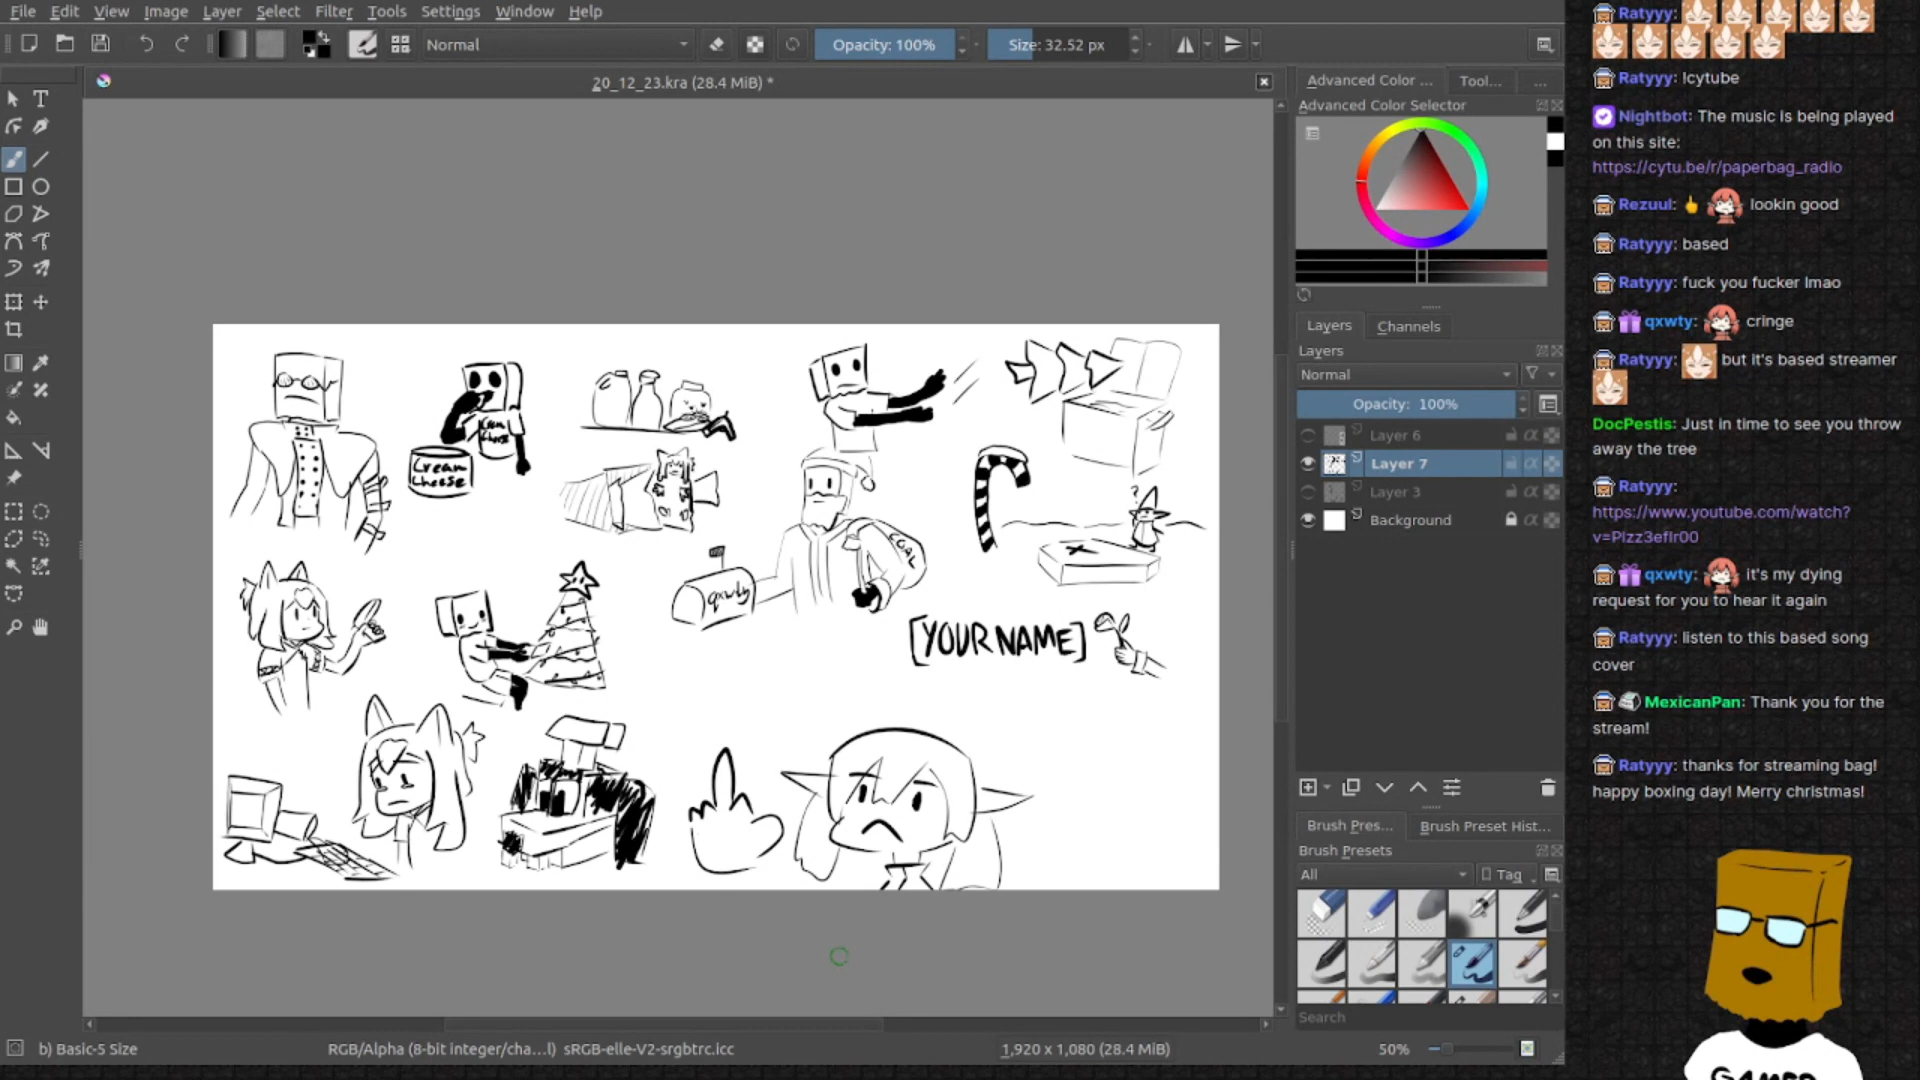 File Edit View Image Layer Select Filter Tools Settings Window Help
Normal
Opacity: 100%
Size: 32.52 px
20_12_23.kra (28.4 MiB) *
Advanced Color ...
Tool...
...
Advanced Color Selector
Layers
Channels
Layers
Normal
Opacity: 100%
Layer 6
Layer 7
Layer 3
Background
Brush Pres...
Brush Preset Hist...
Brush Presets
All
Tag
Search
Cream
Cheese
Cream
Cheese
COAL
?
[YOUR NAME]
b) Basic-5 Size
RGB/Alpha (8-bit integer/cha...l) sRGB-elle-V2-srgbtrc.icc
1,920 x 1,080 (28.4 MiB)
50%
Ratyyy:
Ratyyy: !cytube
Nightbot: The music is being played
on this site:
https://cytu.be/r/paperbag_radio
Rezuul: lookin good
Ratyyy: based
Ratyyy: fuck you fucker lmao
qxwty: cringe
Ratyyy: but it's based streamer
DocPestis: Just in time to see you throw
away the tree
Ratyyy:
https://www.youtube.com/watch?
v=PIzz3efIr00
qxwty: it's my dying
request for you to hear it again
Ratyyy: listen to this based song
cover
MexicanPan: Thank you for the
stream!
Ratyyy: thanks for streaming bag!
happy boxing day! Merry christmas!
GAMER